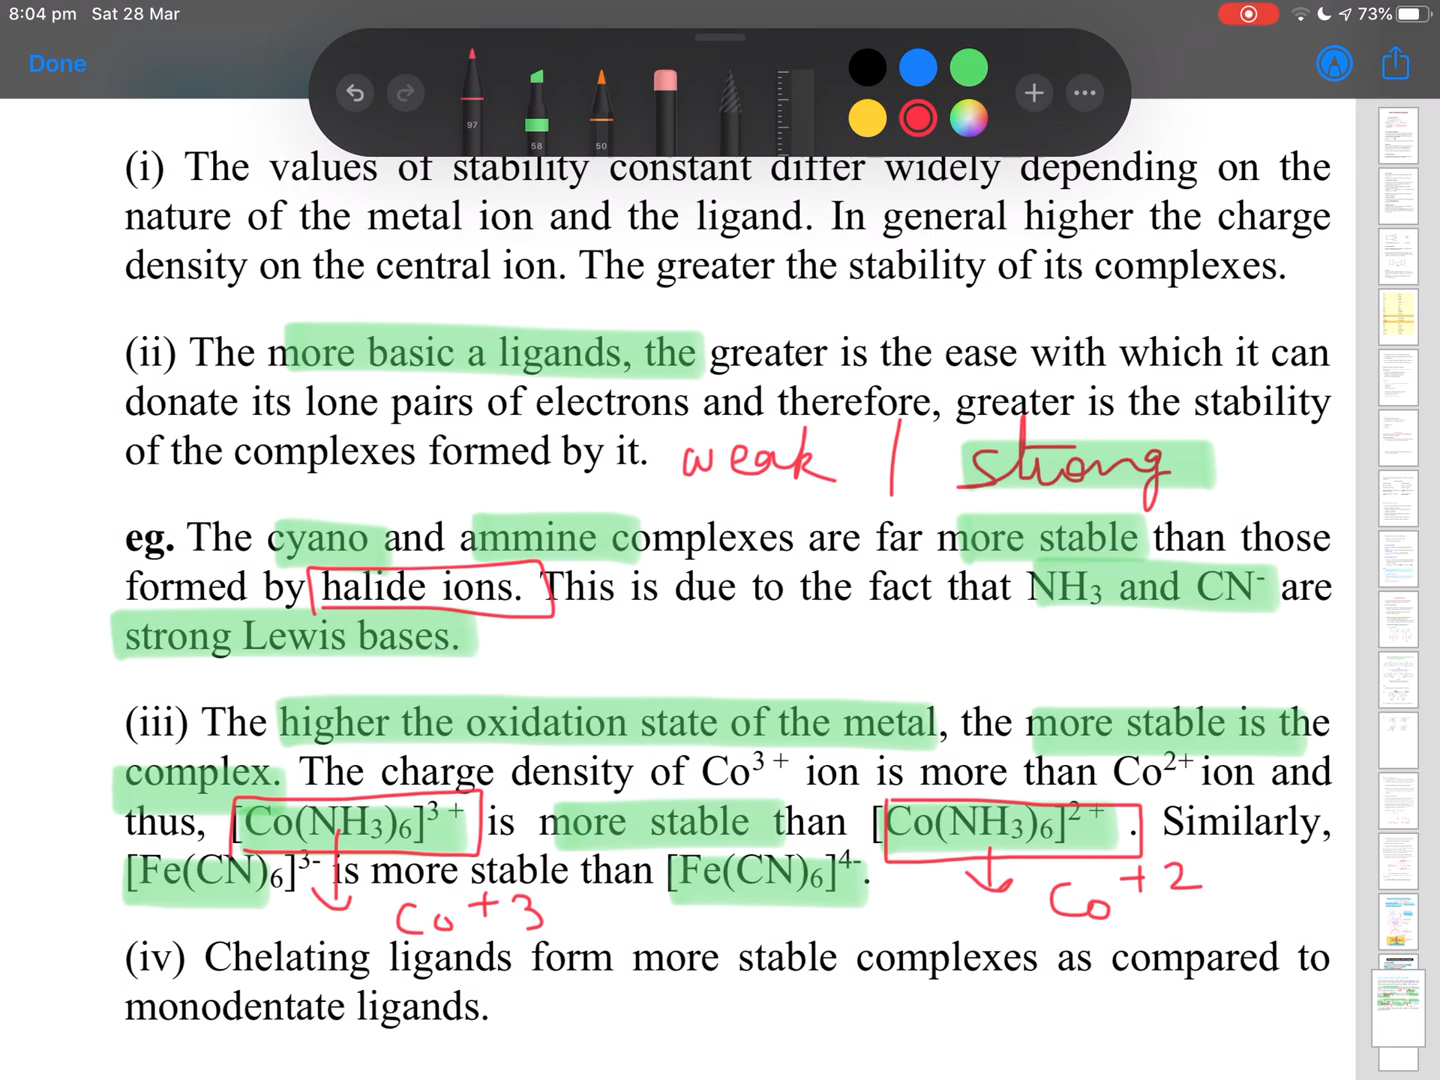 8:04 pm Sat 28 Mar
73%
Done
97
58
50
(i) The values of stability constant differ widely depending on the
nature of the metal ion and the ligand. In general higher the charge
density on the central ion. The greater the stability of its complexes.
(ii) The more basic a ligands, the greater is the ease with which it can
donate its lone pairs of electrons and therefore, greater is the stability
of the complexes formed by it. weak | strong
eg. The cyano and ammine complexes are far more stable than those
formed by halide ions. This is due to the fact that NH₃ and CN⁻ are
strong Lewis bases.
(iii) The higher the oxidation state of the metal, the more stable is the
complex. The charge density of Co³⁺ ion is more than Co²⁺ ion and
thus, [Co(NH₃)₆]³⁺ is more stable than [Co(NH₃)₆]²⁺. Similarly,
[Fe(CN)₆]³⁻ is more stable than [Fe(CN)₆]⁴⁻.
Co+3 Co+2
(iv) Chelating ligands form more stable complexes as compared to
monodentate ligands.